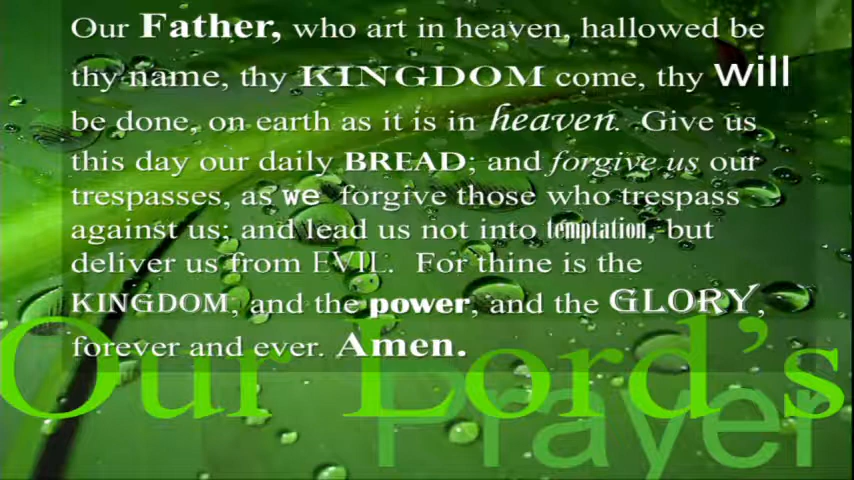 Our Father, who art in heaven, hallowed be
thy name, thy KINGDOM come, thy will
be done, on earth as it is in heaven. Give us
this day our daily BREAD; and forgive us our
trespasses, as we forgive those who trespass
against us; and lead us not into temptation, but
deliver us from EVIL. For thine is the
KINGDOM, and the power, and the GLORY,
forever and ever. Amen.
Our Lord's
Prayer